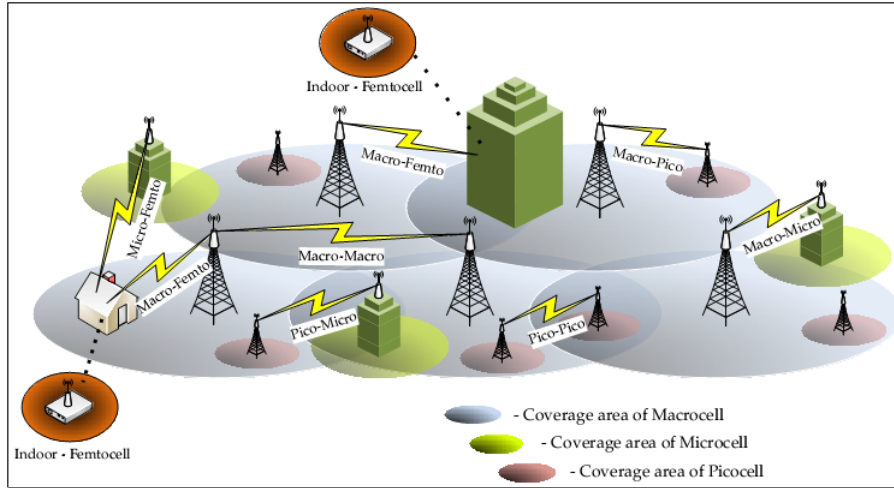 Indoor - Femtocell
Macro-Femto
Macro-Pico
Micro-Femto
Macro-Femto
Macro-Macro
Macro-Micro
Pico-Micro
Pico-Pico
Indoor - Femtocell
- Coverage area of Macrocell
- Coverage area of Microcell
- Coverage area of Picocell